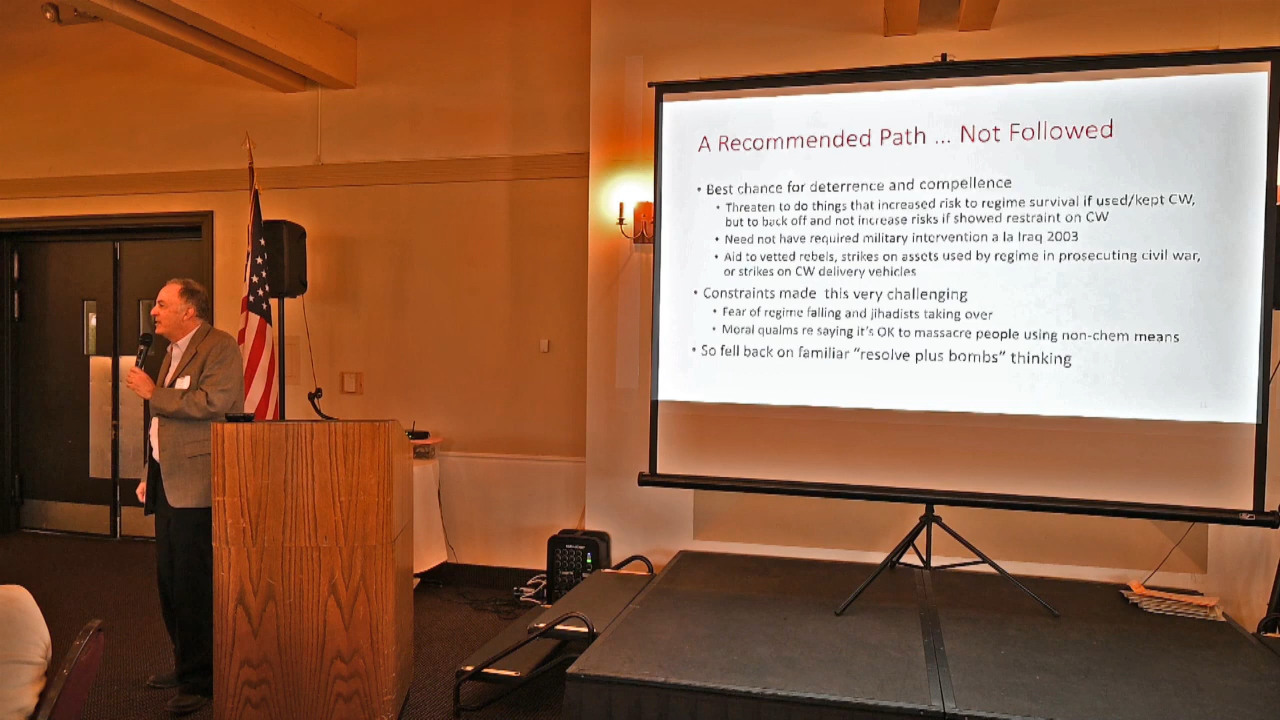 A Recommended Path ... Not Followed
• Best chance for deterrence and compellence
• Threaten to do things that increased risk to regime survival if used/kept CW,
but to back off and not increase risks if showed restraint on CW
• Need not have required military intervention a la Iraq 2003
• Aid to vetted rebels, strikes on assets used by regime in prosecuting civil war,
or strikes on CW delivery vehicles
• Constraints made this very challenging
• Fear of regime falling and jihadists taking over
• Moral qualms re saying it's OK to massacre people using non-chem means
• So fell back on familiar "resolve plus bombs" thinking